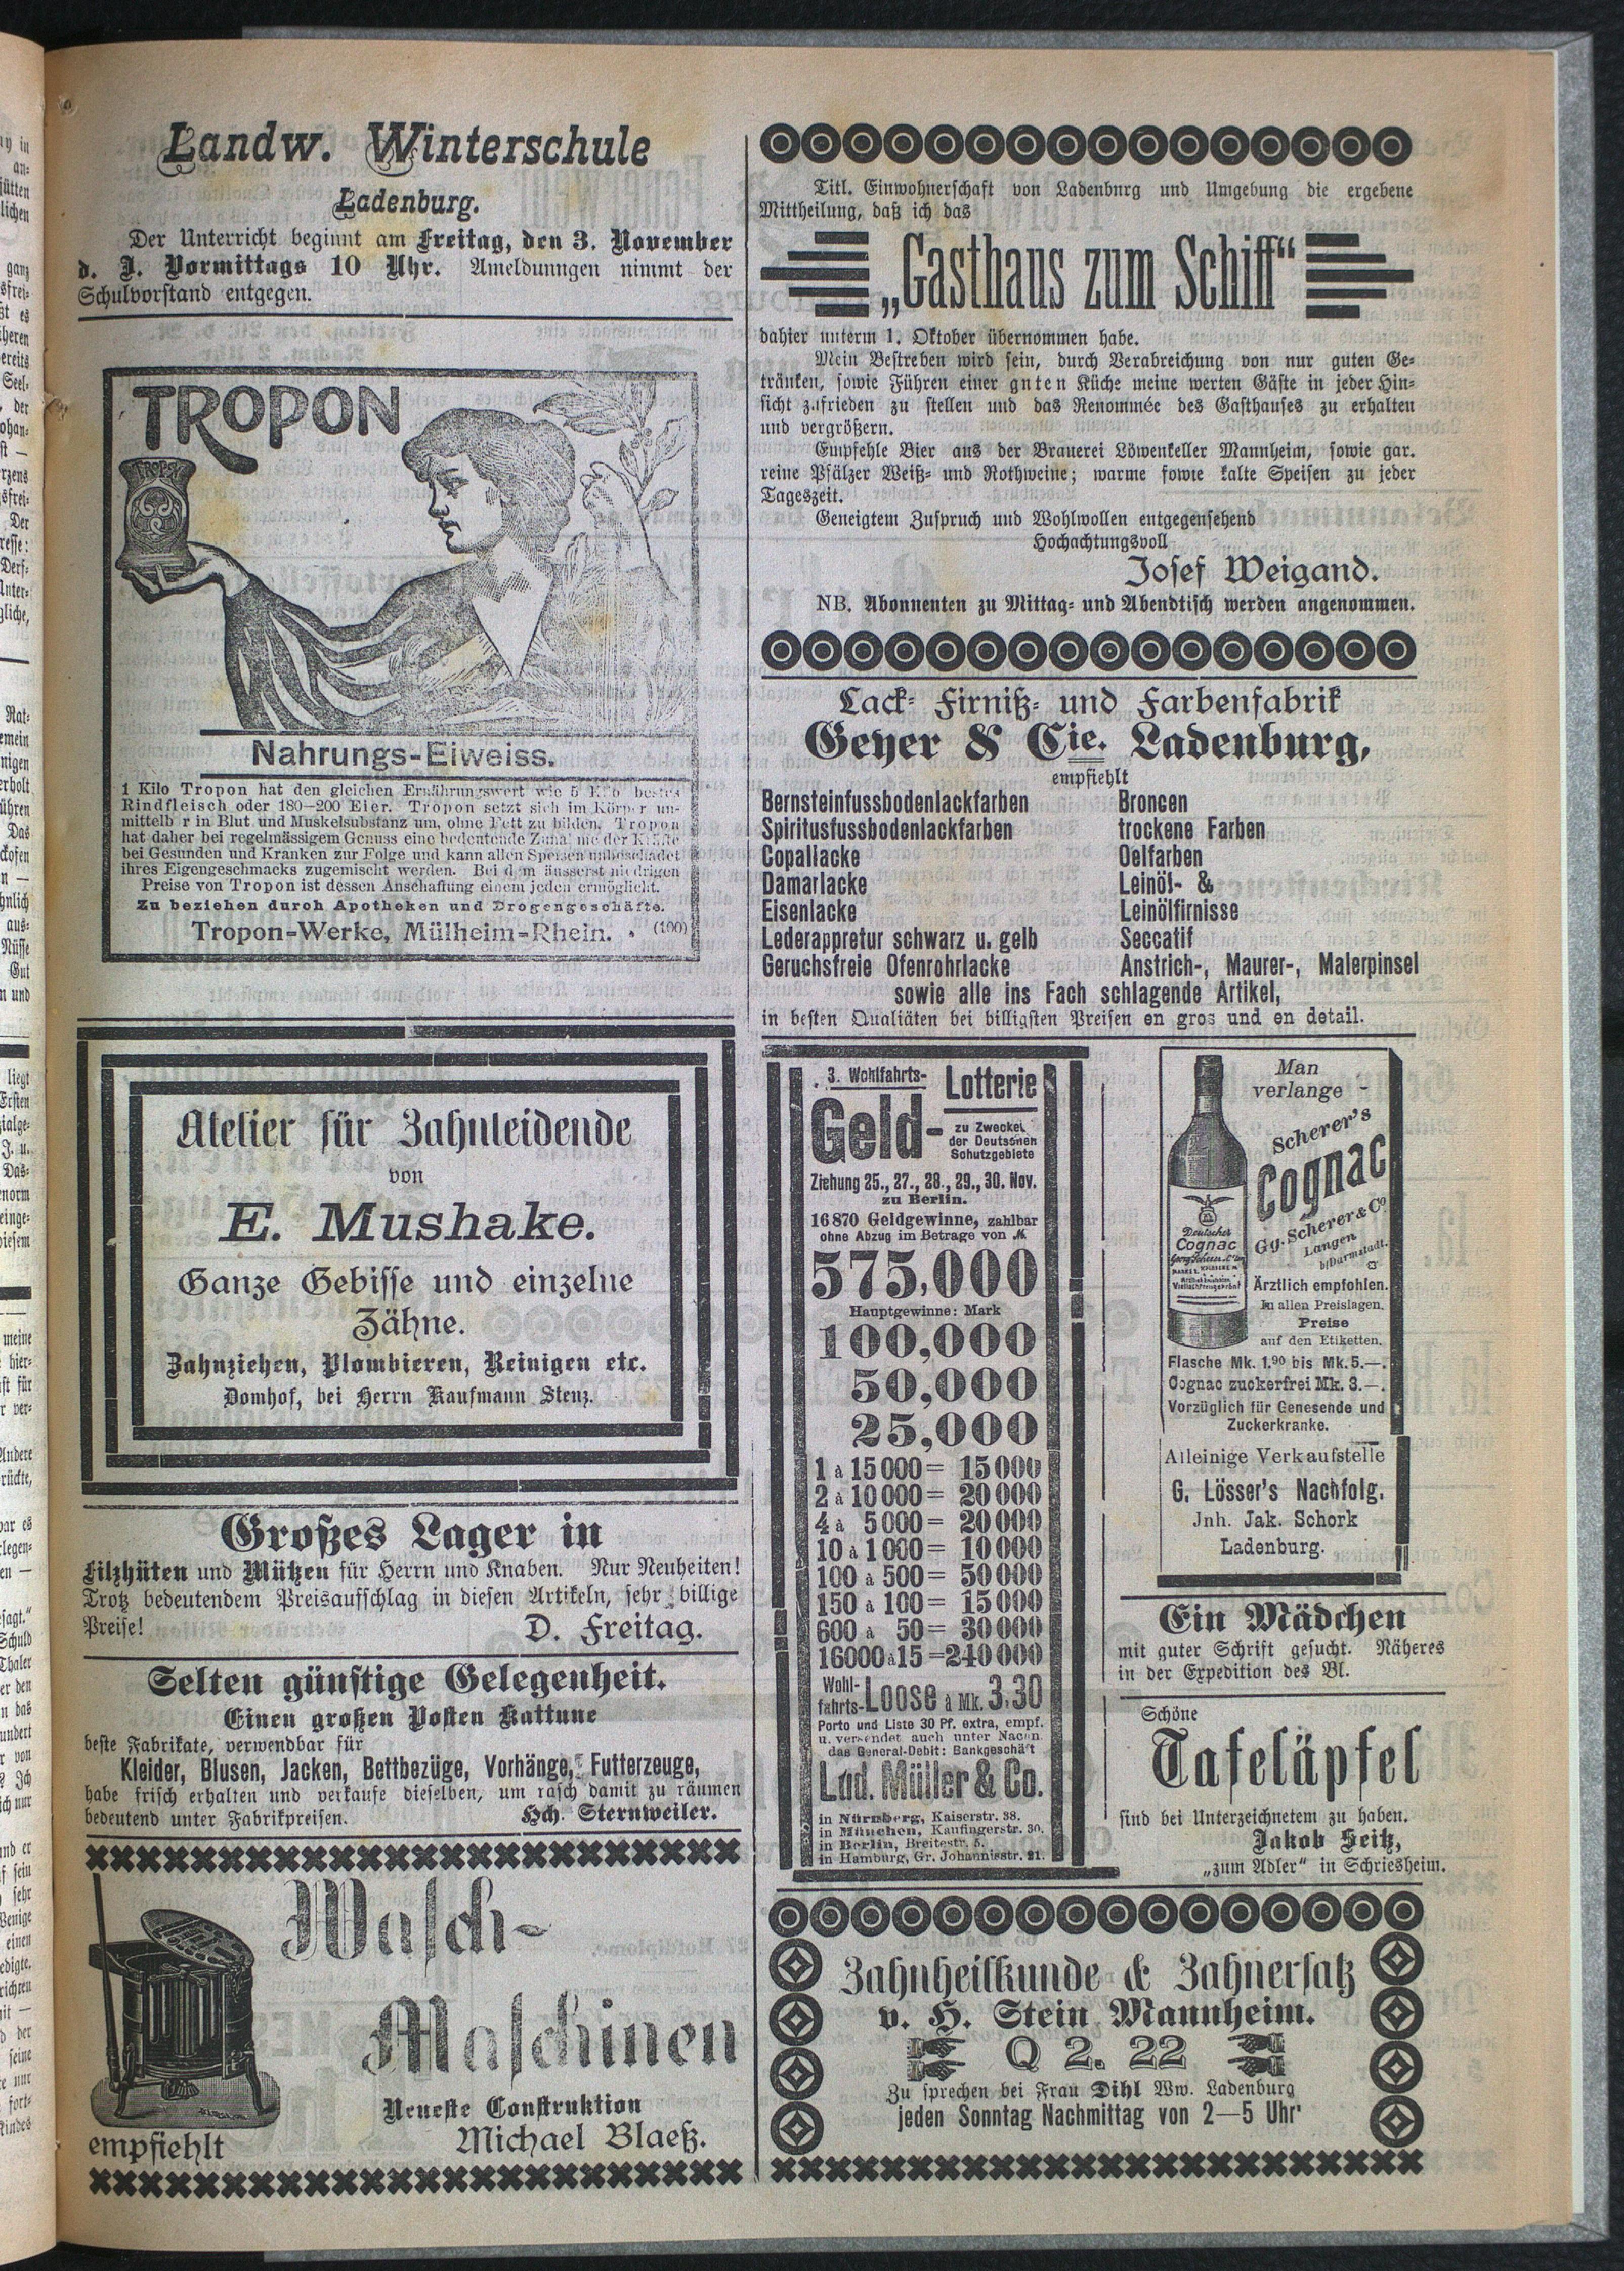 Landw. Winterschule
Ladenburg.
Der Unterricht beginnt am Freitag, den 3. November
d. J. Vormittags 10 Uhr. Anmeldunngen nimmt der
Schulvorstand entgegen.
TROPON
TROPON
Nahrungs-Eiweiss.
1 Kilo Tropon hat den gleichen Ernährungswert wie 5 Kilo bestes
Rindfleisch oder 180—200 Eier. Tropon setzt sich im Körper un-
mittelb r in Blut und Muskelsubstanz um, ohne Fett zu bilden. Tropon
hat daher bei regelmässigem Genuss eine bedeutende Zunahme der Kräfte
bei Gesunden und Kranken zur Folge und kann allen Speisen unbeschadet
ihres Eigengeschmacks zugemischt werden. Bei dem äusserst niedrigen
Preise von Tropon ist dessen Anschaffung einem jeden ermöglicht.
Zu beziehen durch Apotheken und Drogengeschäfte.
Tropon-Werke, Mülheim-Rhein. (100)
Atelier für Zahnleidende
von
E. Mushake.
Ganze Gebisse und einzelne
Zähne.
Zahnziehen, Plombieren, Reinigen etc.
Domhof, bei Herrn Kaufmann Stenz.
Großes Lager in
Filzhüten und Mützen für Herrn und Knaben. Nur Neuheiten!
Trotz bedeutendem Preisaufschlag in diesen Artikeln, sehr billige
Preise!
D. Freitag.
Selten günstige Gelegenheit.
Einen großen Posten Kattune
beste Fabrikate, verwendbar für
Kleider, Blusen, Jacken, Bettbezüge, Vorhänge, Futterzeuge,
habe frisch erhalten und verkaufe dieselben, um rasch damit zu räumen
bedeutend unter Fabrikpreisen. Hch. Sternweiler.
Wasch-
Maschinen
Neueste Construktion
empfiehlt Michael Blaeß.
Titl. Einwohnerschaft von Ladenbnrg und Umgebung die ergebene
Mittheilung, daß ich das
„Gasthaus zum Schiff“
dahier unterm 1. Oktober übernommen habe.
Mein Bestreben wird sein, durch Verabreichung von nur guten Ge-
tränken, sowie Führen einer gnten Küche meine werten Gäste in jeder Hin-
sicht zufrieden zu stellen und das Renommée des Gasthauses zu erhalten
und vergrößern.
Empfehle Bier aus der Brauerei Löwenkeller Mannheim, sowie gar.
reine Pfälzer Weiß- und Rothweine; warme sowie kalte Speisen zu jeder
Tageszeit.
Geneigtem Zuspruch und Wohlwollen entgegensehend
Hochachtungsvoll
Josef Weigand.
NB. Abonnenten zu Mittag- und Abendtisch werden angenommen.
Lack- Firniß- und Farbenfabrik
Geyer & Cie. Ladenburg,
empfiehlt
Bernsteinfussbodenlackfarben
Spiritusfussbodenlackfarben
Copallacke
Damarlacke
Eisenlacke
Lederappretur schwarz u. gelb
Geruchsfreie Ofenrohrlacke
Broncen
trockene Farben
Oelfarben
Leinöl- &
Leinölfirnisse
Seccatif
Anstrich-, Maurer-, Malerpinsel
sowie alle ins Fach schlagende Artikel,
in besten Qualiäten bei billigsten Preisen en gros und en detail.
3. Wohlfahrts-
Lotterie
Geld-
zu Zwecken
der Deutschen
Schutzgebiete
Ziehung 25., 27., 28., 29., 30. Nov.
zu Berlin.
16870 Geldgewinne, zahlbar
ohne Abzug im Betrage von M.
575,000
Hauptgewinne: Mark
100,000
50,000
25,000
1 à 15000 = 15000
2 à 10000 = 20000
4 à 5000 = 20000
10 à 1000 = 10000
100 à 500 = 50000
150 à 100 = 15000
600 à 50 = 30000
16000 à 15 = 240000
Wohl-
fahrts-Loose à Mk. 3.30
Porto und Liste 30 Pf. extra, empf.
u. versendet auch unter Nachn.
das General-Debit: Bankgeschäft
Lud. Müller & Co.
in Nürnberg, Kaiserstr. 38.
in München, Kaufingerstr. 30.
in Berlin, Breitestr. 5.
in Hamburg, Gr. Johannisstr. 21.
Man
verlange -
Scherer's
Cognac
Gg. Scherer & Co.
Langen
b/Darmstadt.
Deutscher
Cognac
Ärztlich empfohlen.
In allen Preislagen.
Preise
auf den Etiketten.
Flasche Mk. 1.90 bis Mk. 5.—.
Cognac zuckerfrei Mk. 3.—.
Vorzüglich für Genesende und
Zuckerkranke.
Alleinige Verkaufstelle
G. Lösser's Nachfolg.
Jnh. Jak. Schork
Ladenburg.
Ein Mädchen
mit guter Schrift gesucht. Näheres
in der Expedition des Bl.
Schöne
Tafeläpfel
sind bei Unterzeichnetem zu haben.
Jakob Seitz,
„zum Adler“ in Schriesheim.
Zahnheilkunde & Zahnersatz
v. H. Stein Mannheim.
Q 2. 22
Zu sprechen bei Frau Dihl Ww. Ladenburg
jeden Sonntag Nachmittag von 2—5 Uhr